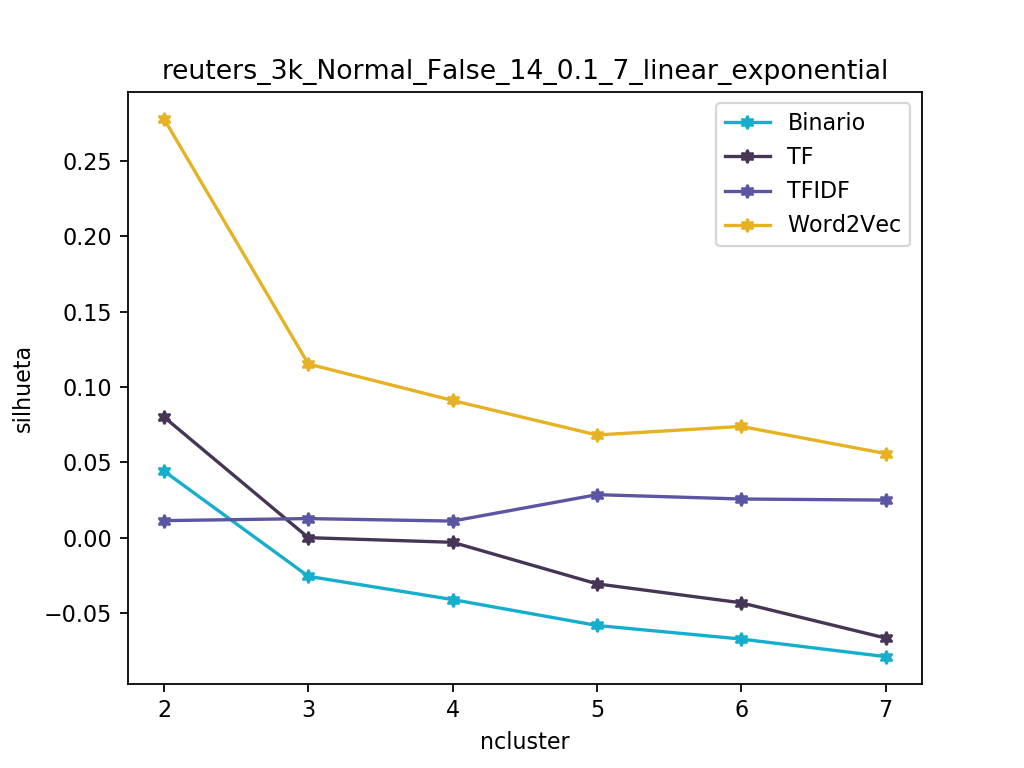 reuters_3k_Normal_False_14_0.1_7_linear_exponential
Binario
TF
TFIDF
Word2Vec
0.25
0.20
0.15
0.10
0.05
0.00
−0.05
silhueta
2 3 4 5 6 7
ncluster